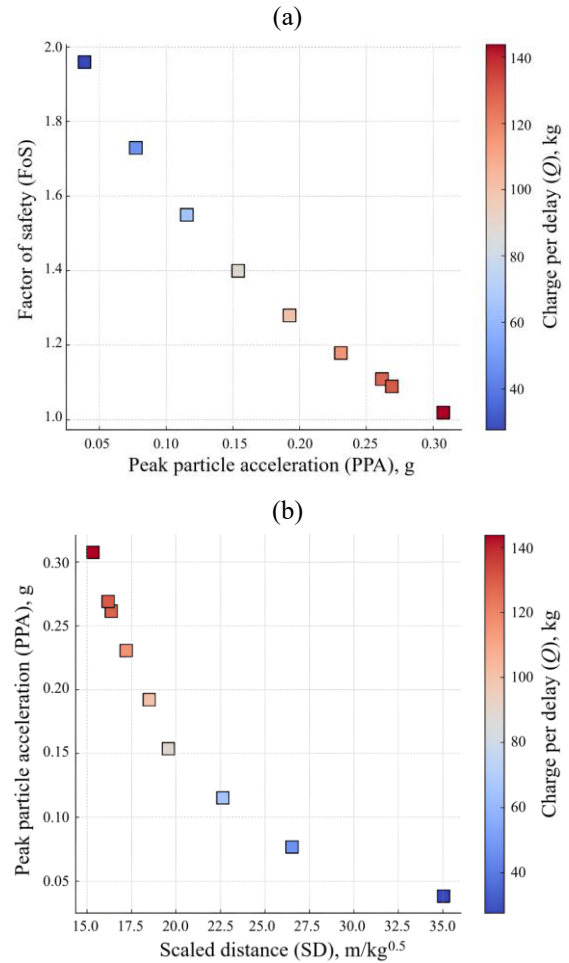 (a)
2.0
1.8
1.6
1.4
1.2
1.0
Factor of safety (FoS)
0.05 0.10 0.15 0.20 0.25 0.30
Peak particle acceleration (PPA), g
140
120
100
80
60
40
Charge per delay (Q), kg
(b)
0.30
0.25
0.20
0.15
0.10
0.05
Peak particle acceleration (PPA), g
15.0 17.5 20.0 22.5 25.0 27.5 30.0 32.5 35.0
Scaled distance (SD), m/kg⁰·⁵
140
120
100
80
60
40
Charge per delay (Q), kg